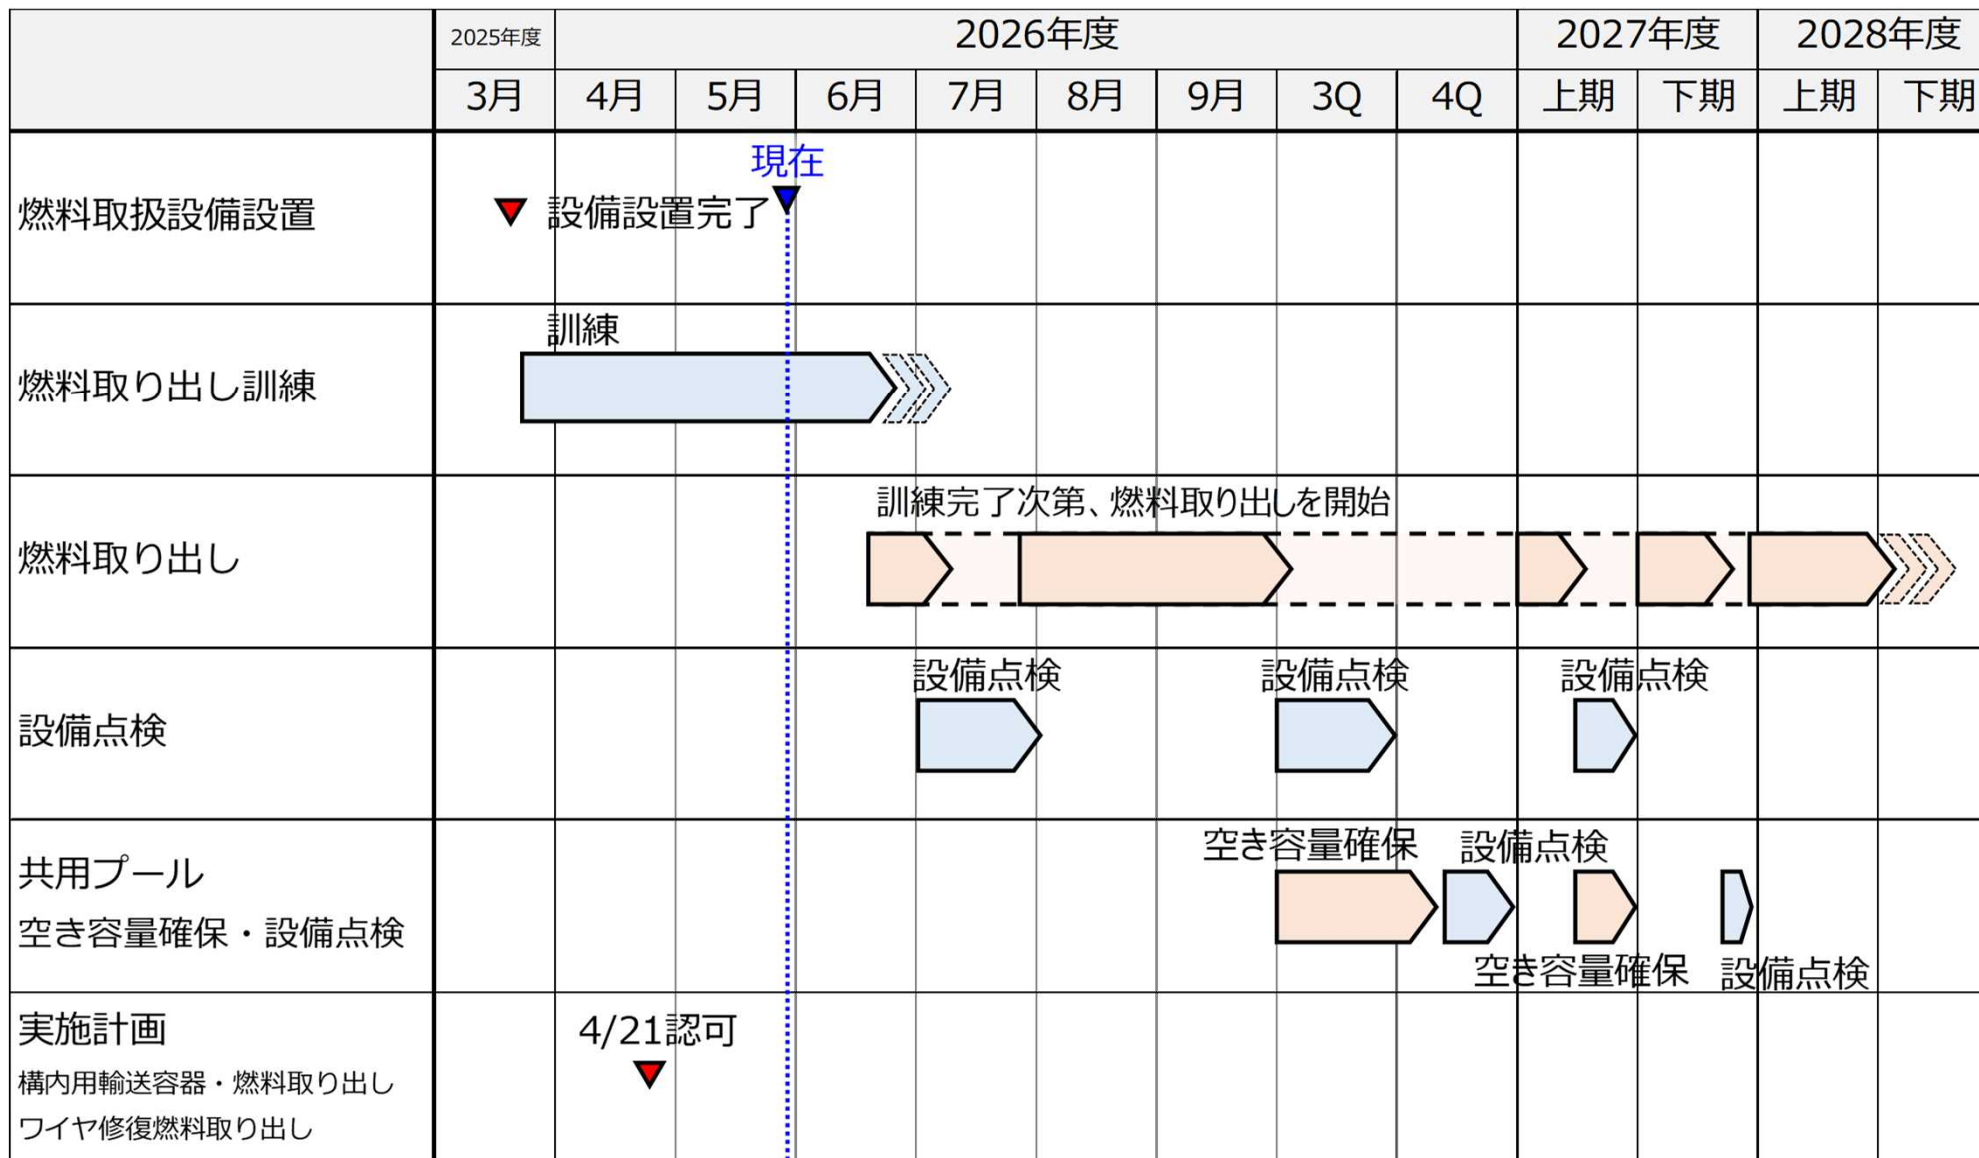 2025年度 2026年度 2027年度 2028年度
3月 4月 5月 6月 7月 8月 9月 3Q 4Q 上期 下期 上期 下期
現在
燃料取扱設備設置
設備設置完了
訓練
燃料取り出し訓練
訓練完了次第、燃料取り出しを開始
燃料取り出し
設備点検 設備点検 設備点検
設備点検
空き容量確保 設備点検
共用プール
空き容量確保・設備点検
空き容量確保 設備点検
実施計画
4/21認可
構内用輸送容器・燃料取り出し
ワイヤ修復燃料取り出し